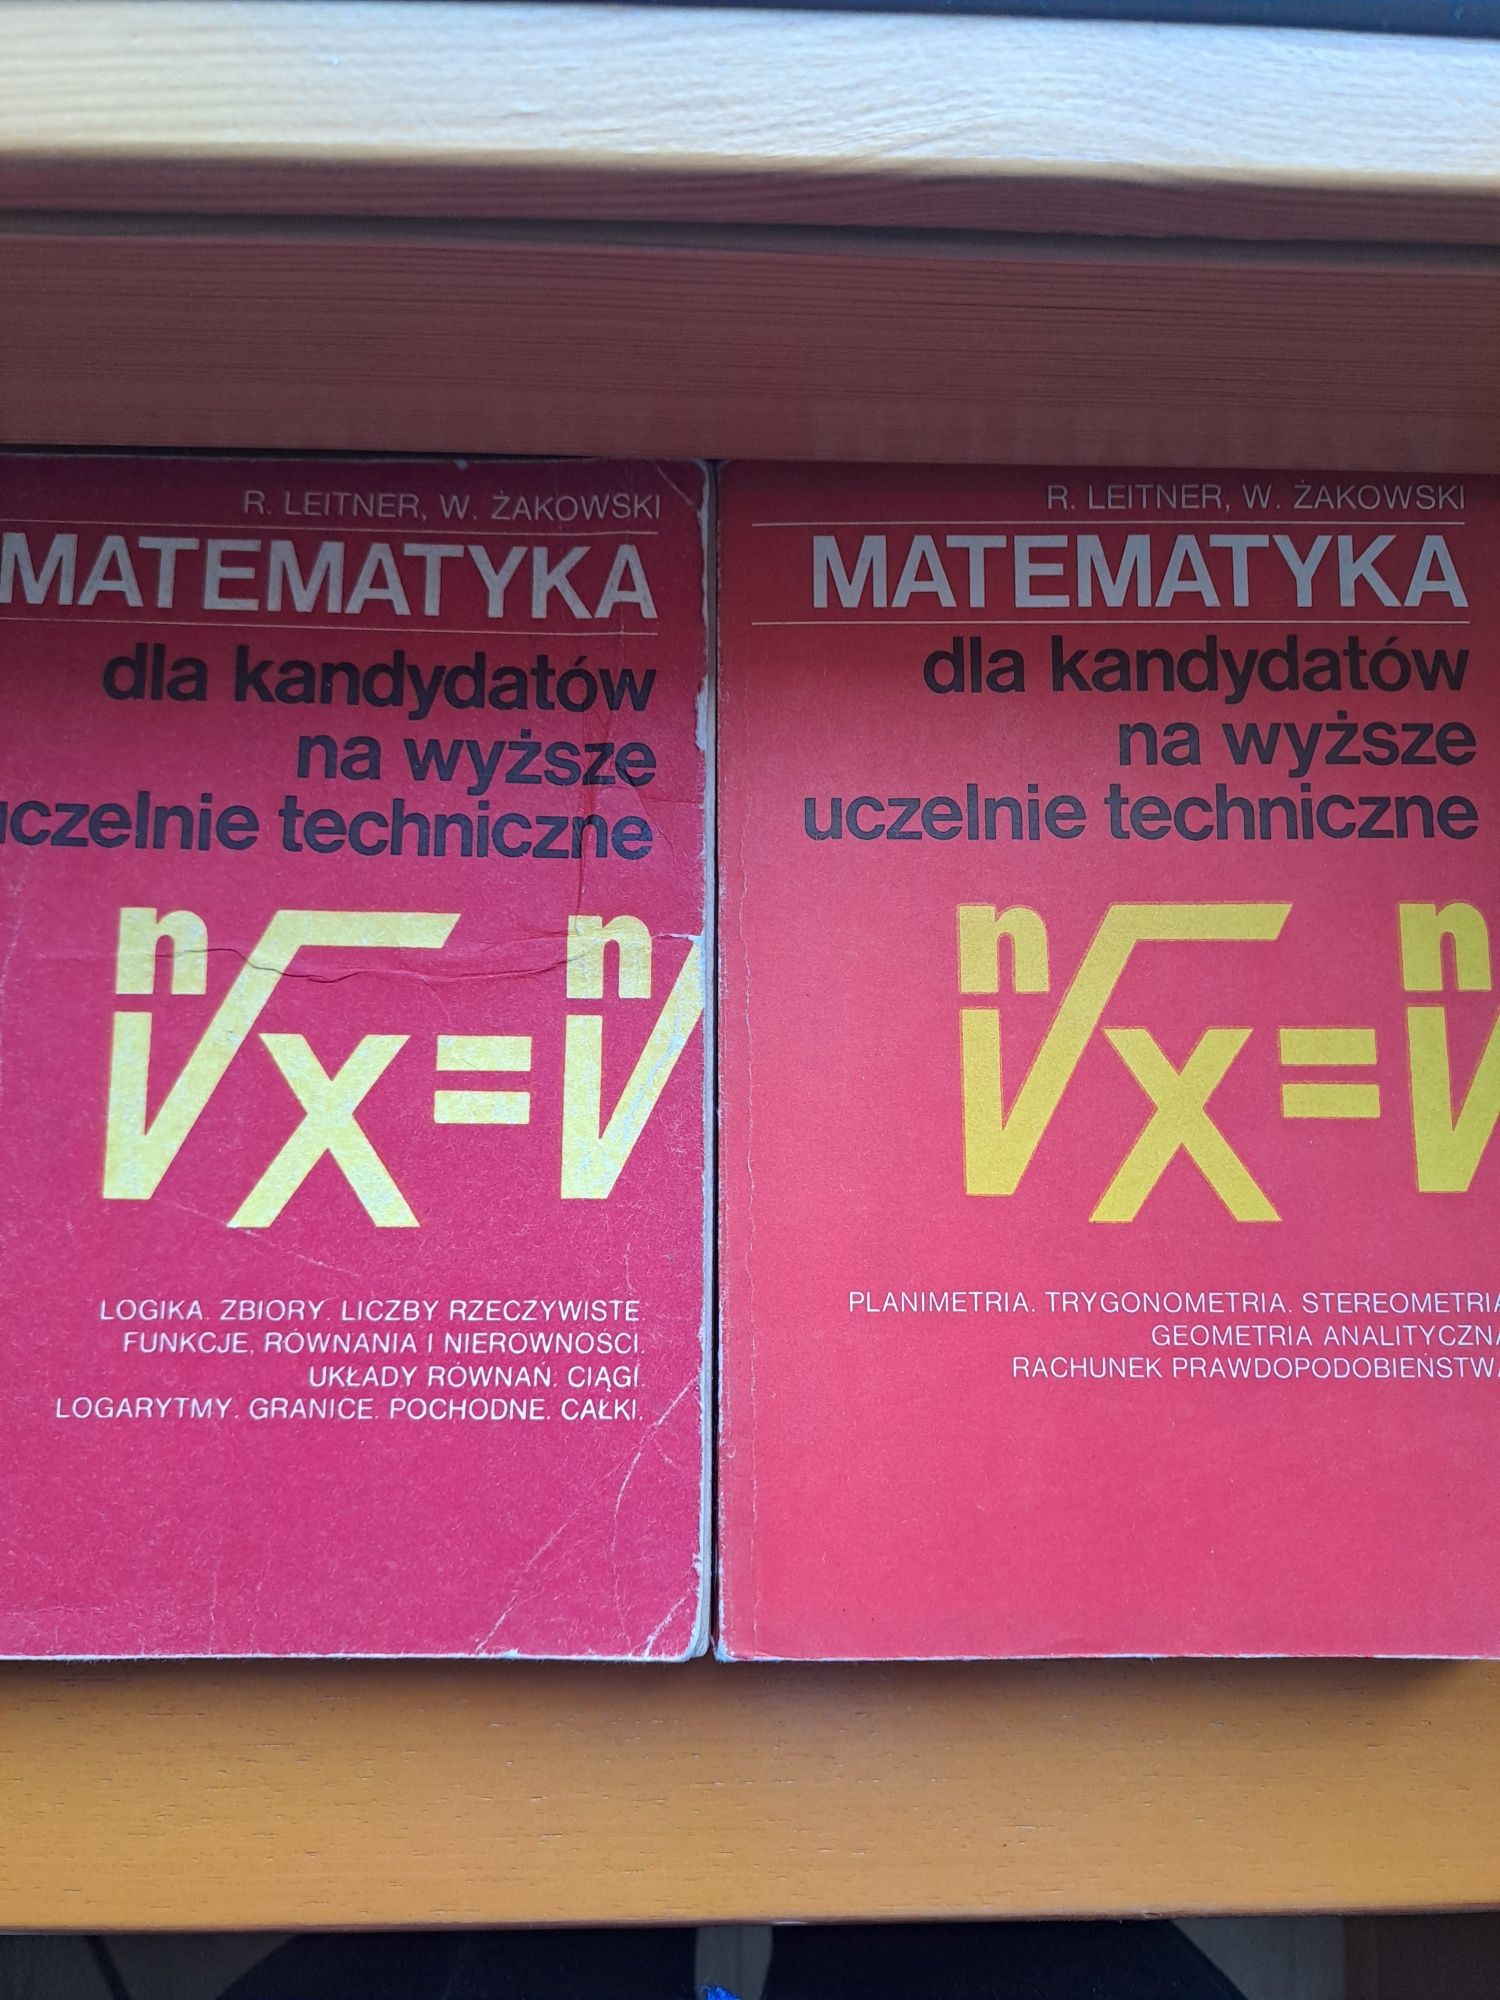 R. LEITNER, W. ŻAKOWSKI
MATEMATYKA
dla kandydatów
na wyższe
uczelnie techniczne
n√x=n√
LOGIKA. ZBIORY. LICZBY RZECZYWISTE.
FUNKCJE, RÓWNANIA I NIERÓWNOŚCI.
UKŁADY RÓWNAŃ. CIĄGI.
LOGARYTMY. GRANICE. POCHODNE. CAŁKI.
R. LEITNER, W. ŻAKOWSKI
MATEMATYKA
dla kandydatów
na wyższe
uczelnie techniczne
n√x=n√
PLANIMETRIA. TRYGONOMETRIA. STEREOMETRIA
GEOMETRIA ANALITYCZNA
RACHUNEK PRAWDOPODOBIEŃSTWA